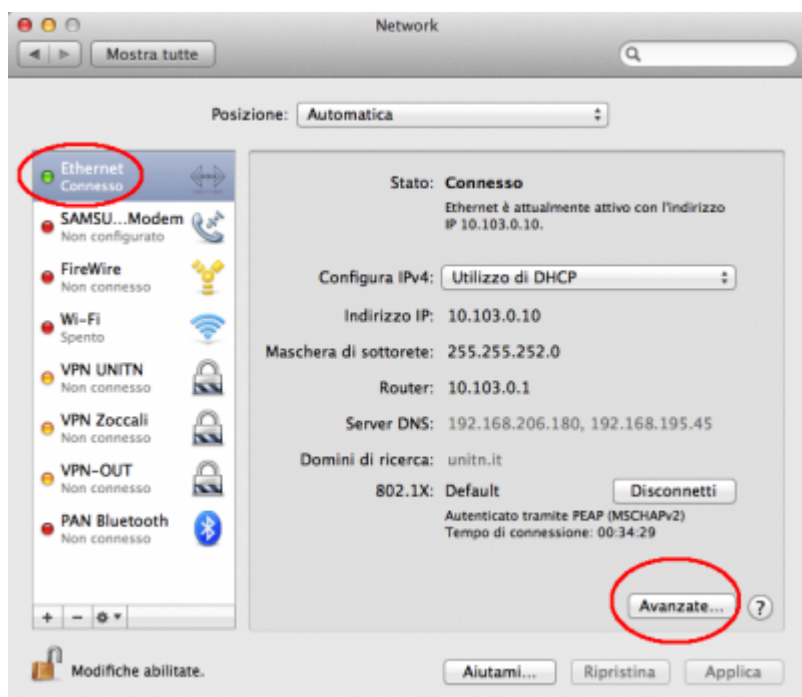 Network
Mostra tutte
Posizione: Automatica
Ethernet
Connesso
SAMSU...Modem
Non configurato
FireWire
Non connesso
Wi-Fi
Spento
VPN UNITN
Non connesso
VPN Zoccali
Non connesso
VPN-OUT
Non connesso
PAN Bluetooth
Non connesso
Stato: Connesso
Ethernet è attualmente attivo con l'indirizzo
IP 10.103.0.10.
Configura IPv4: Utilizzo di DHCP
Indirizzo IP: 10.103.0.10
Maschera di sottorete: 255.255.252.0
Router: 10.103.0.1
Server DNS: 192.168.206.180, 192.168.195.45
Domini di ricerca: unitn.it
802.1X: Default Disconnetti
Autenticato tramite PEAP (MSCHAPv2)
Tempo di connessione: 00:34:29
Avanzate... ?
+ −
Modifiche abilitate.
Aiutami... Ripristina Applica